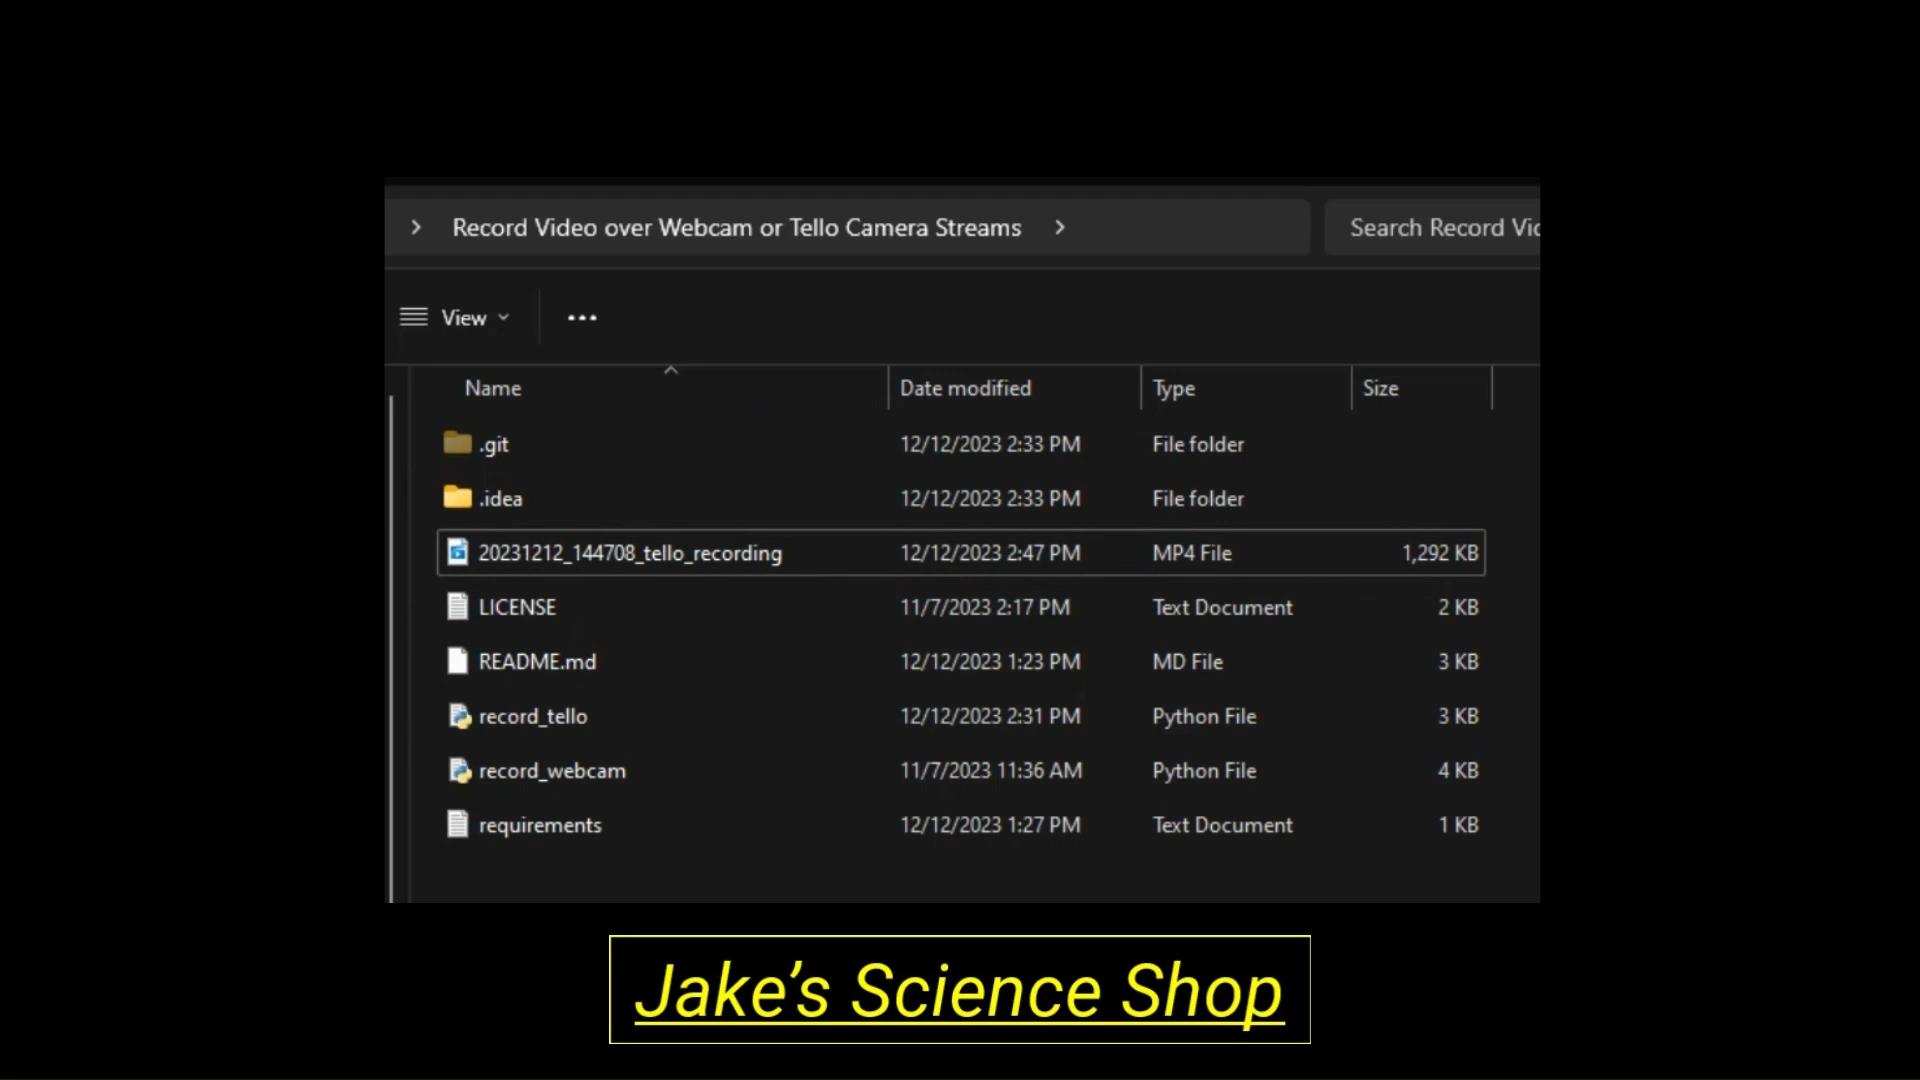 Record Video over Webcam or Tello Camera Streams
Search Record Vic
View
Name Date modified Type Size
.git 12/12/2023 2:33 PM File folder
.idea 12/12/2023 2:33 PM File folder
20231212_144708_tello_recording 12/12/2023 2:47 PM MP4 File 1,292 KB
LICENSE 11/7/2023 2:17 PM Text Document 2 KB
README.md 12/12/2023 1:23 PM MD File 3 KB
record_tello 12/12/2023 2:31 PM Python File 3 KB
record_webcam 11/7/2023 11:36 AM Python File 4 KB
requirements 12/12/2023 1:27 PM Text Document 1 KB
Jake’s Science Shop